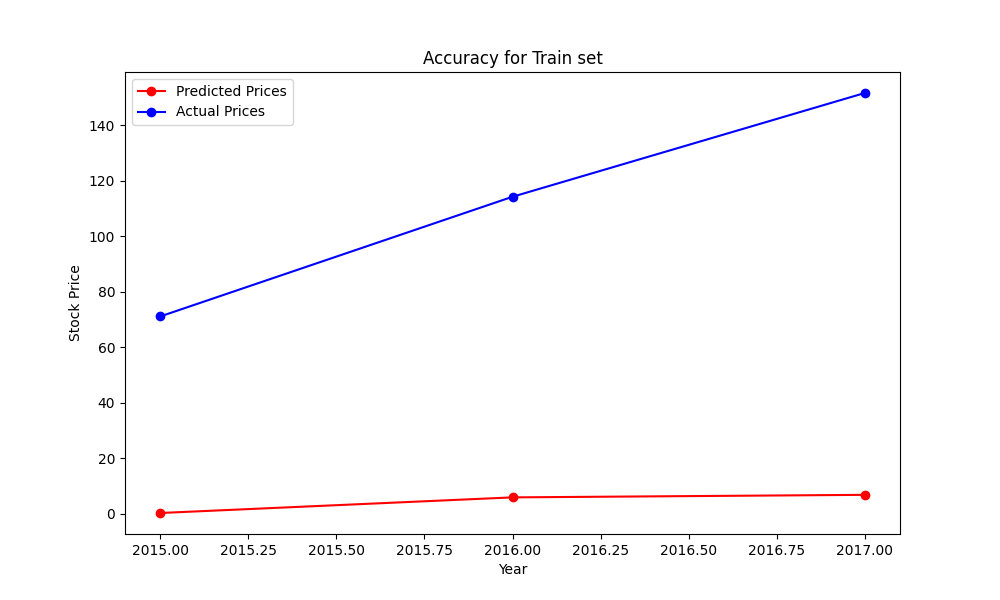 Accuracy for Train set
Predicted Prices
Actual Prices
Stock Price
140
120
100
80
60
40
20
0
2015.00 2015.25 2015.50 2015.75 2016.00 2016.25 2016.50 2016.75 2017.00
Year